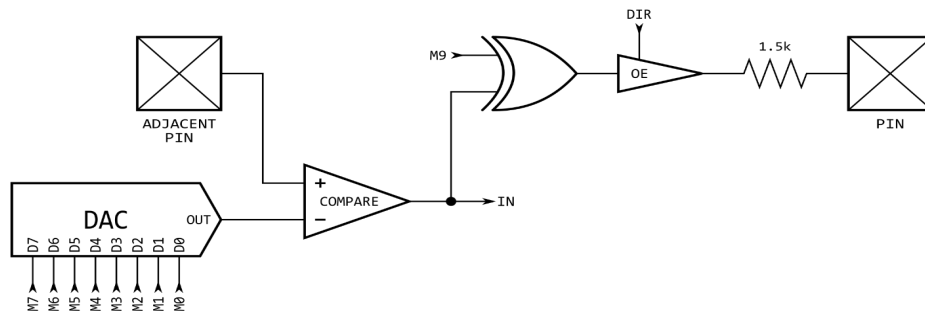 DIR
1.5k
M9
OE
ADJACENT
PIN
PIN
+
COMPARE
IN
−
DAC
OUT
D7 D6 D5 D4 D3 D2 D1 D0
M7 M6 M5 M4 M3 M2 M1 M0